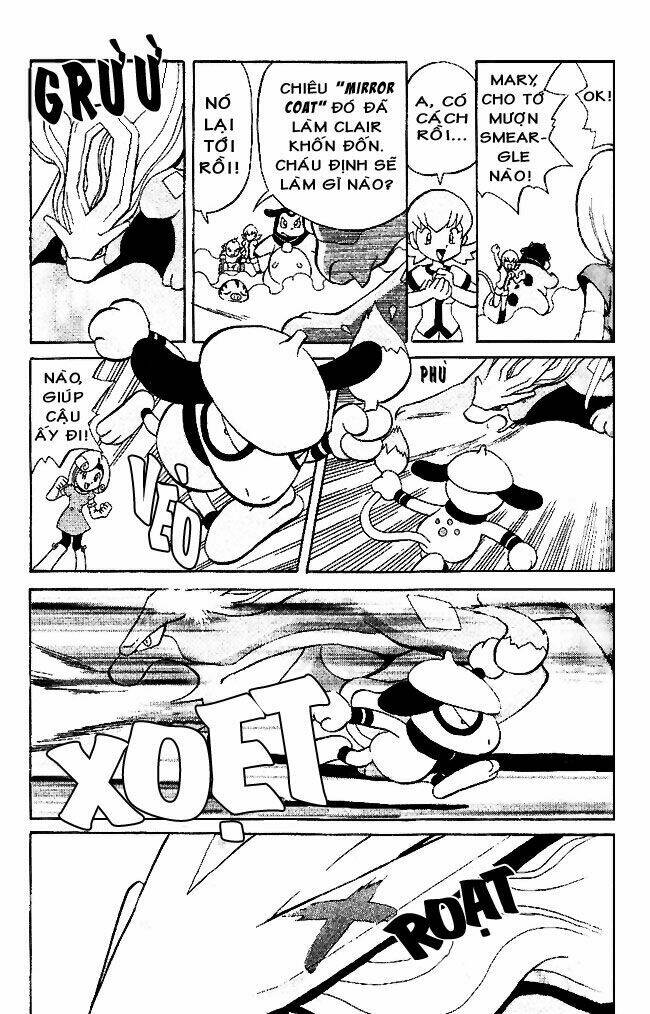 GRỪỪ
NÓ
LẠI
TỚI
RỒI!
CHIÊU "MIRROR
COAT" ĐÓ ĐÃ
LÀM CLAIR
KHỐN ĐỐN.
CHÁU ĐỊNH SẼ
LÀM GÌ NÀO?
A, CÓ
CÁCH
RỒI...
MARY,
CHO TỚ
MƯỢN
SMEAR-
GLE
NÀO!
OK!
NÀO,
GIÚP
CẬU
ẤY ĐI!
VÈO
PHÙ
XOẸT
ROẠT